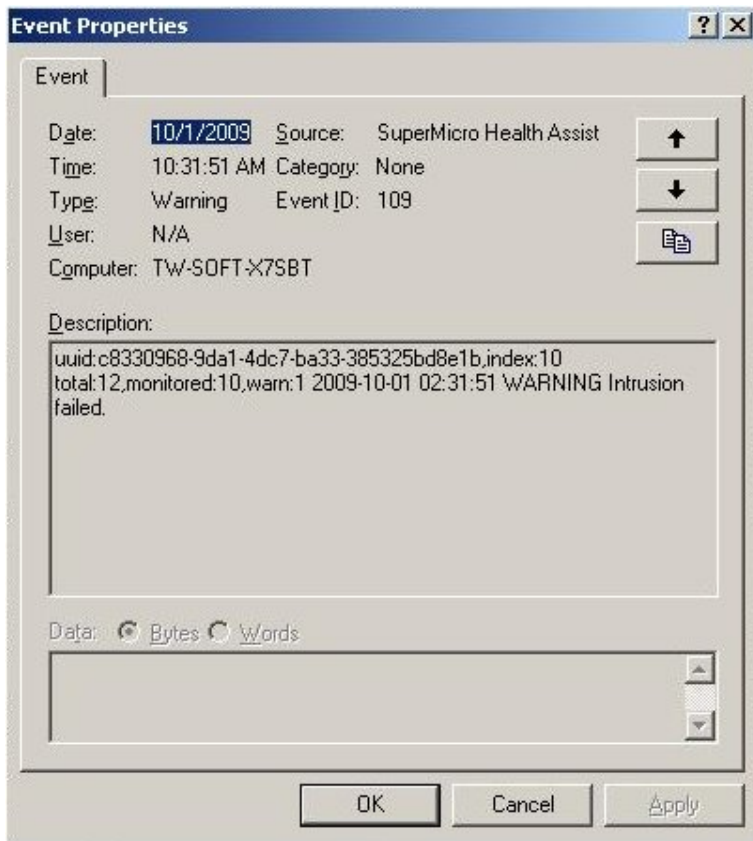 Event Properties
Event
Date: 10/1/2009 Source: SuperMicro Health Assist
Time: 10:31:51 AM Category: None
Type: Warning Event ID: 109
User: N/A
Computer: TW-SOFT-X7SBT
Description:
uuid:c8330968-9da1-4dc7-ba33-385325bd8e1b,index:10
total:12,monitored:10,warn:1 2009-10-01 02:31:51 WARNING Intrusion
failed.
Data: Bytes Words
OK Cancel Apply